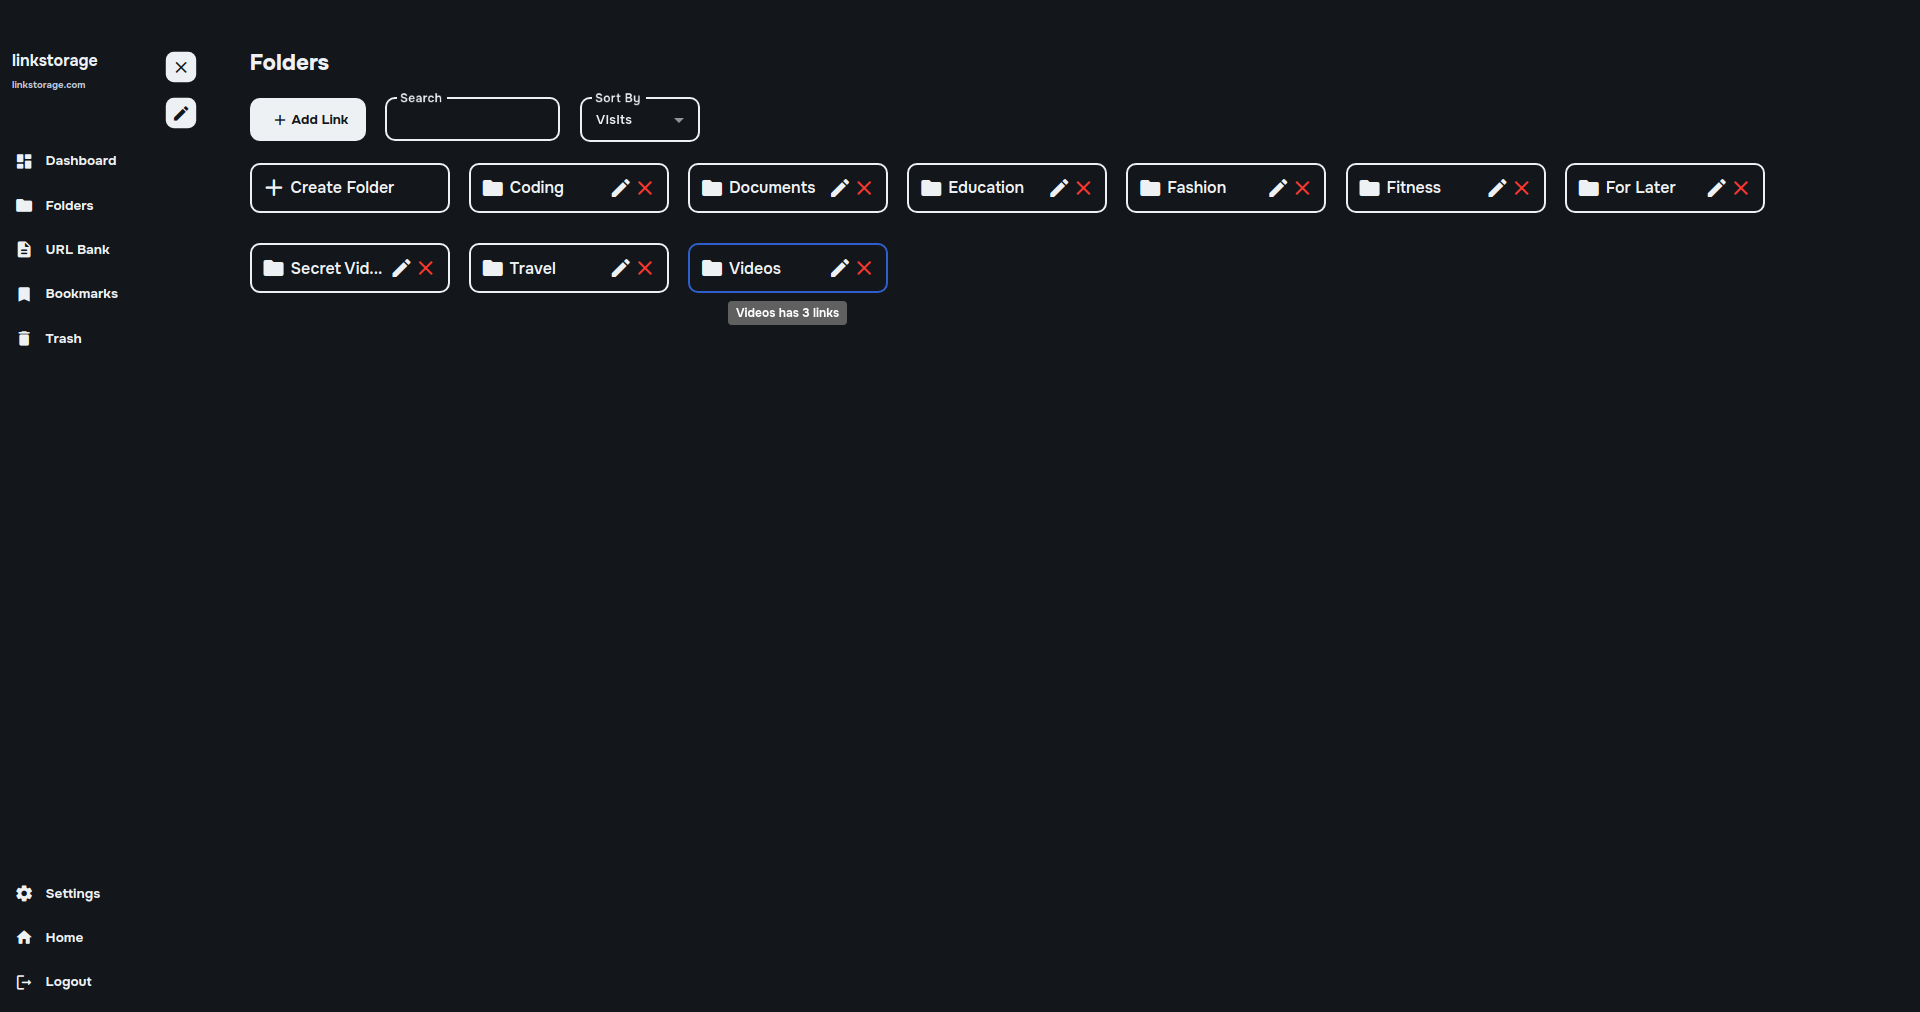 linkstorage
linkstorage.com
Dashboard
Folders
URL Bank
Bookmarks
Trash
Settings
Home
Logout
Folders
Add Link
Search
Sort By
Visits
Create Folder
Coding
Documents
Education
Fashion
Fitness
For Later
Secret Vid...
Travel
Videos
Videos has 3 links